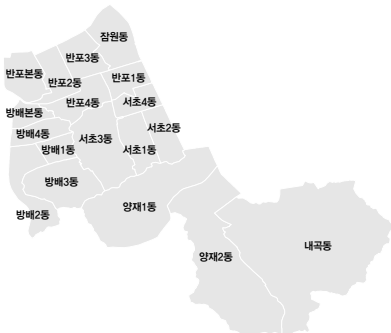 잠원동
반포3동
반포본동
반포1동
반포2동
반포4동
서초4동
방배본동
서초2동
방배4동
서초3동
방배1동
서초1동
방배3동
양재1동
방배2동
내곡동
양재2동